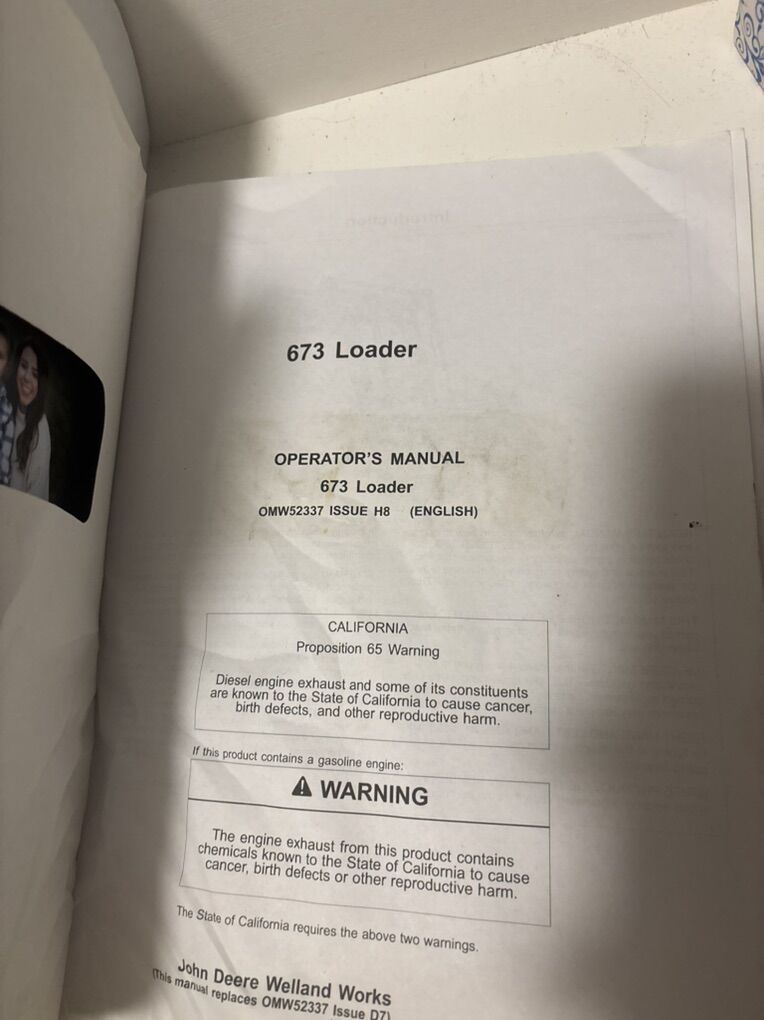 Introduction
673 Loader
OPERATOR'S MANUAL
673 Loader
OMW52337 ISSUE H8 (ENGLISH)
CALIFORNIA
Proposition 65 Warning
Diesel engine exhaust and some of its constituents
are known to the State of California to cause cancer,
birth defects, and other reproductive harm.
If this product contains a gasoline engine:
WARNING
The engine exhaust from this product contains
chemicals known to the State of California to cause
cancer, birth defects or other reproductive harm.
The State of California requires the above two warnings.
John Deere Welland Works
(This manual replaces OMW52337 Issue D7)